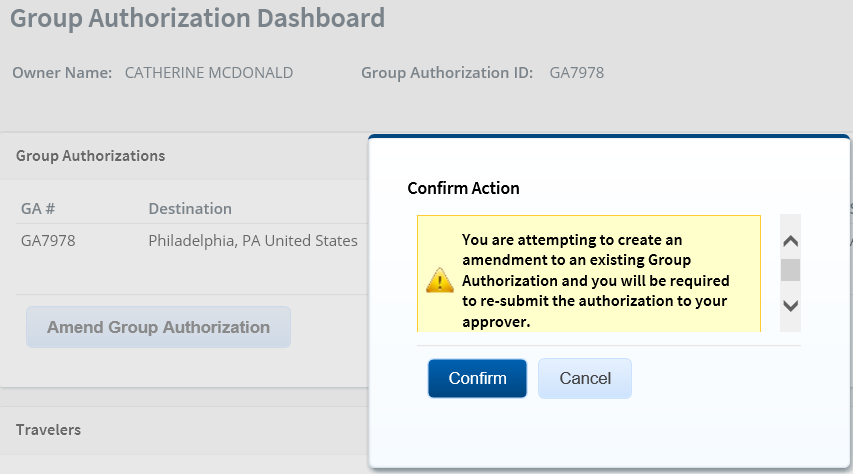 Group Authorization Dashboard
Owner Name: CATHERINE MCDONALD Group Authorization ID: GA7978
Group Authorizations
GA # Destination
GA7978 Philadelphia, PA United States
Amend Group Authorization
Travelers
Confirm Action
You are attempting to create an
amendment to an existing Group
Authorization and you will be required
to re-submit the authorization to your
approver.
Confirm Cancel